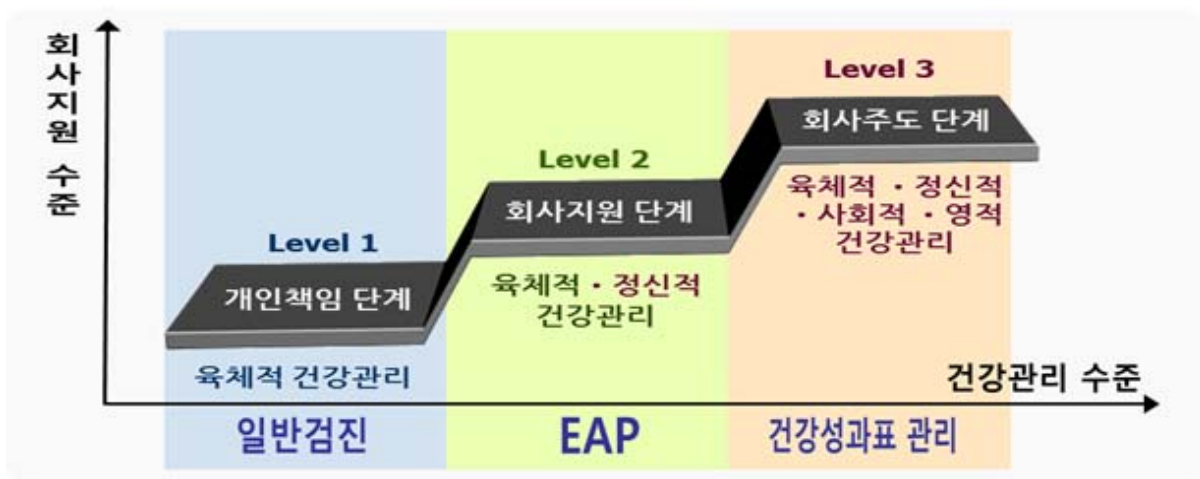 회사지원 수준
Level 1
개인책임 단계
육체적 건강관리
일반검진
Level 2
회사지원 단계
육체적 · 정신적
건강관리
EAP
Level 3
회사주도 단계
육체적 · 정신적
· 사회적 · 영적
건강관리
건강성과표 관리
건강관리 수준